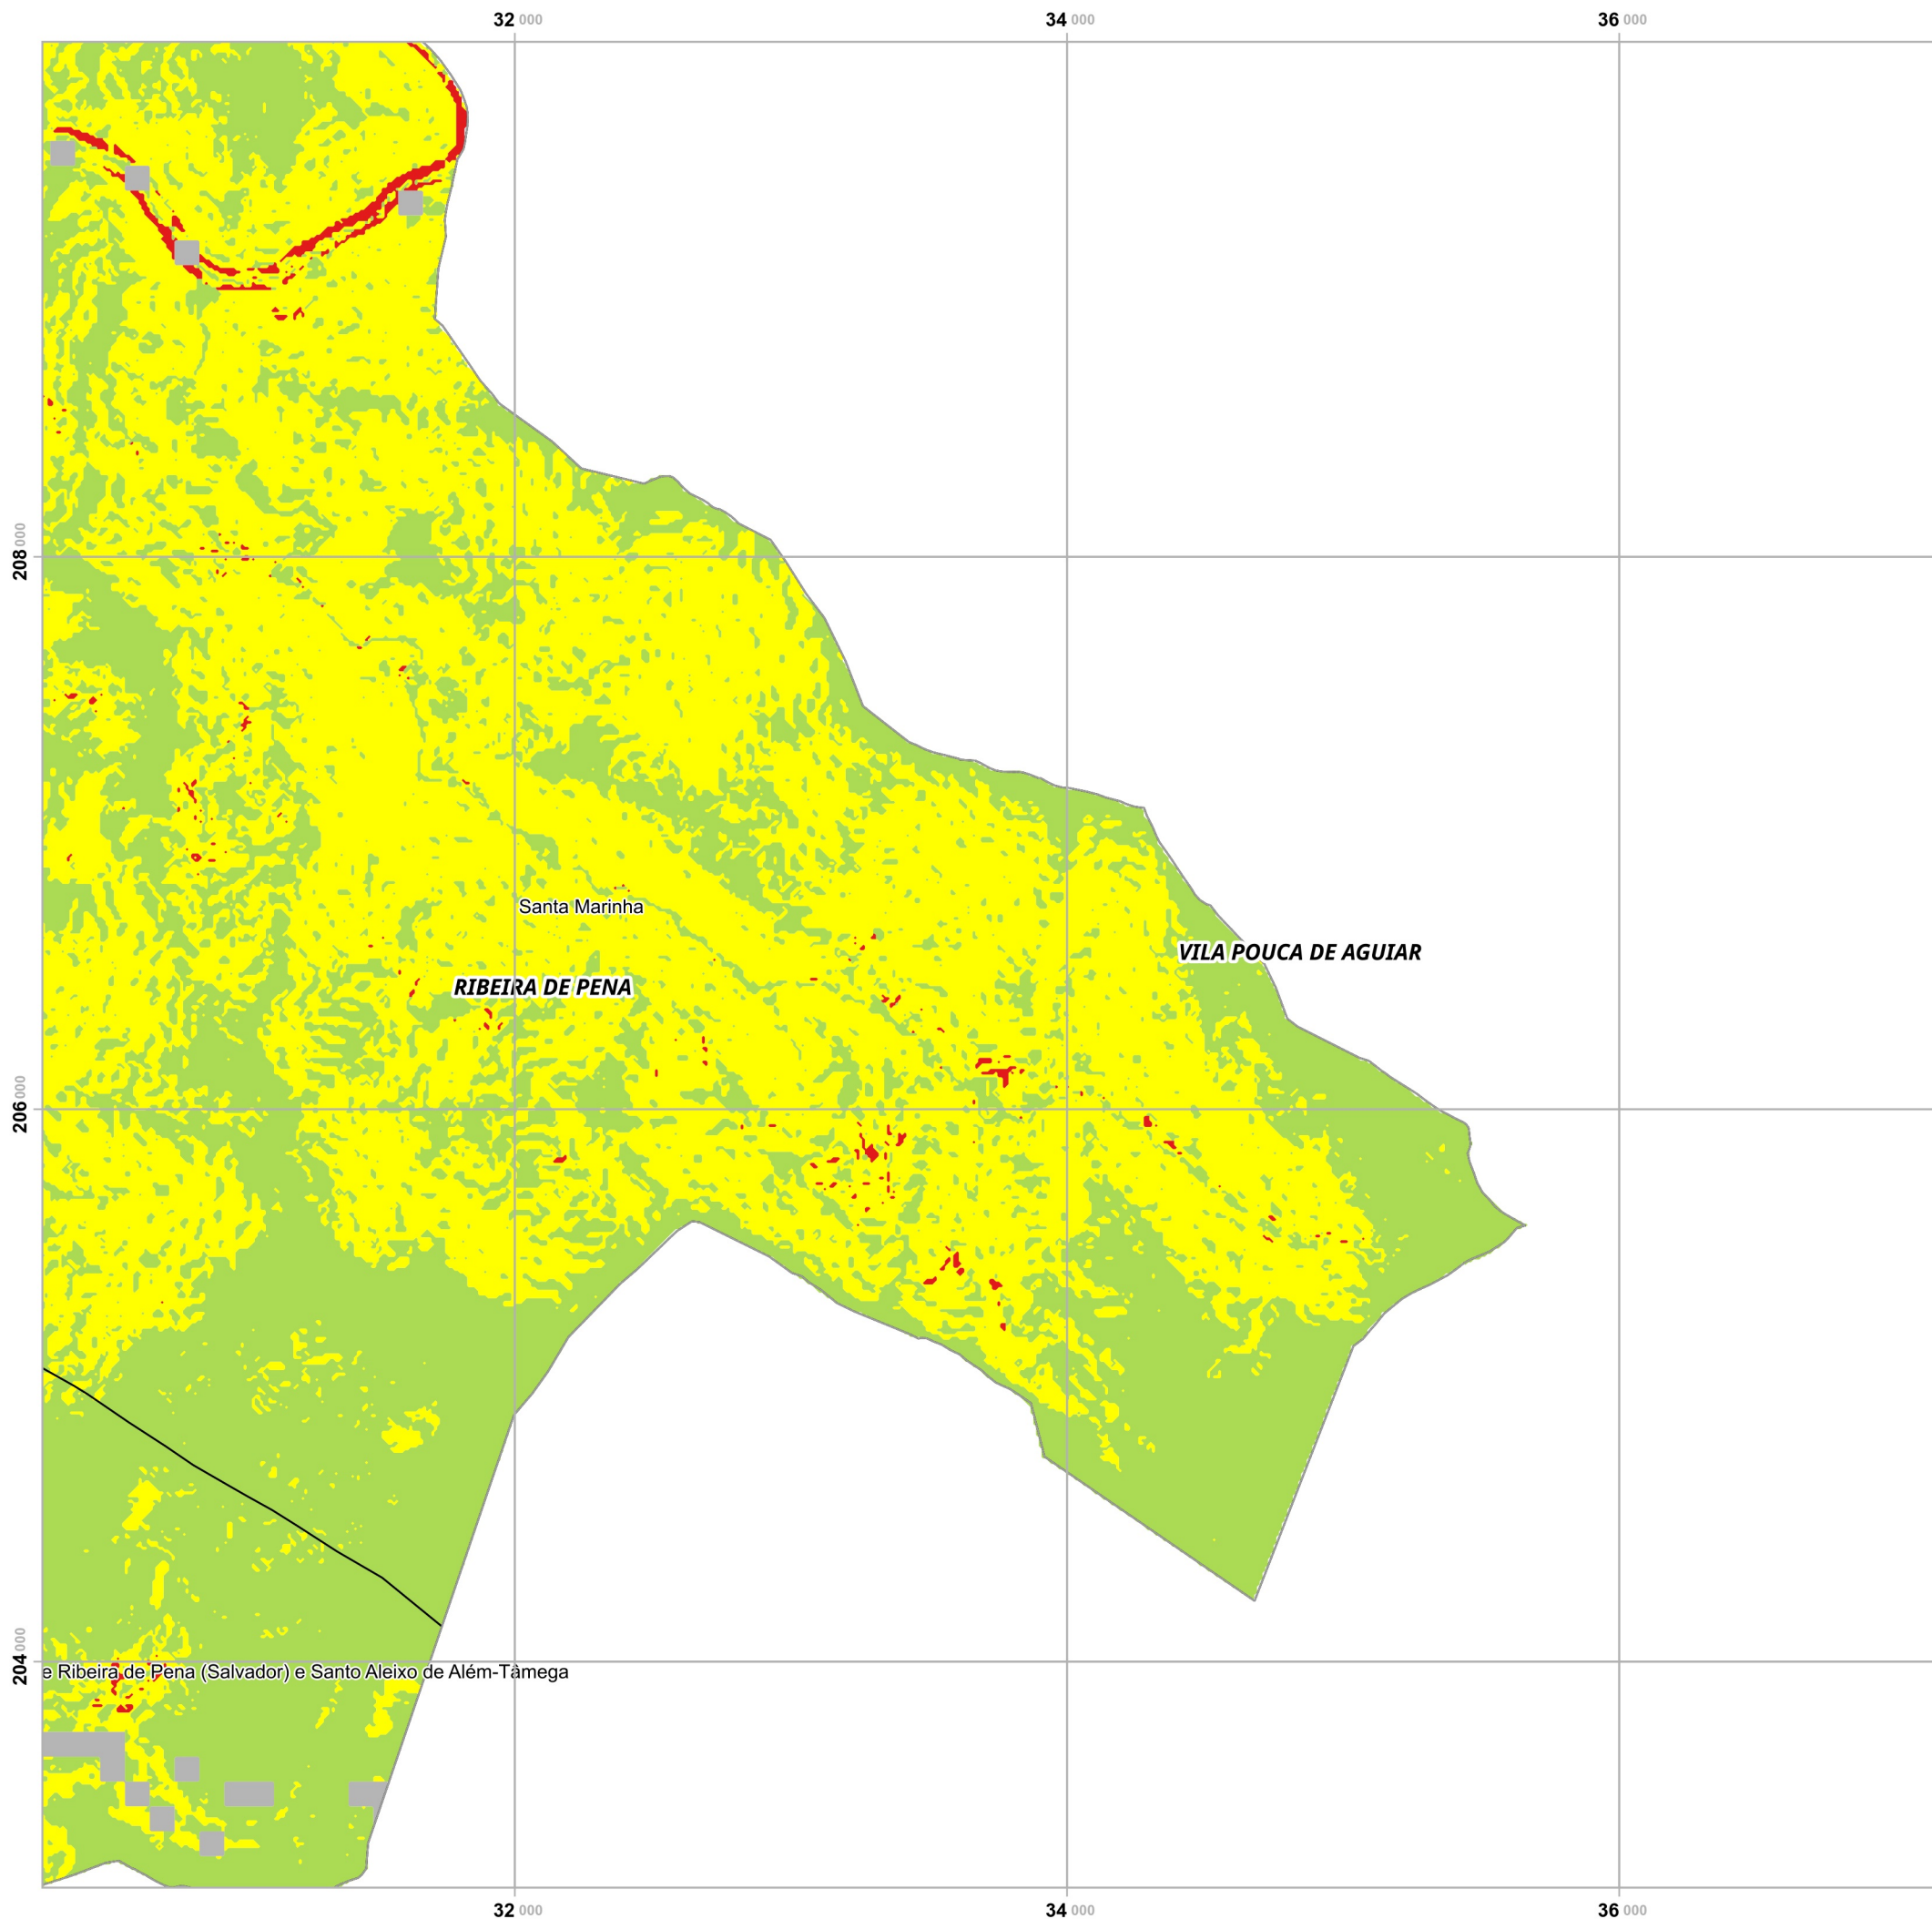 32 000 34 000 36 000
208 000
Santa Marinha
VILA POUCA DE AGUIAR
RIBEIRA DE PENA
206 000
204 000
e Ribeira de Pena (Salvador) e Santo Aleixo de Além-Tâmega
32 000 34 000 36 000